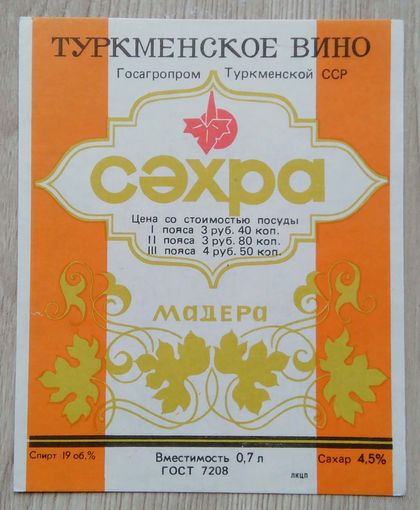 ТУРКМЕНСКОЕ ВИНО
Госагропром Туркменской ССР
сәхра
Цена со стоимостью посуды
I пояса 3 руб. 40 коп.
II пояса 3 руб. 80 коп.
III пояса 4 руб. 50 коп.
МАДЕРА
Спирт 19 об.% Вместимость 0,7 л Сахар 4,5%
ГОСТ 7208 ЛКЦП